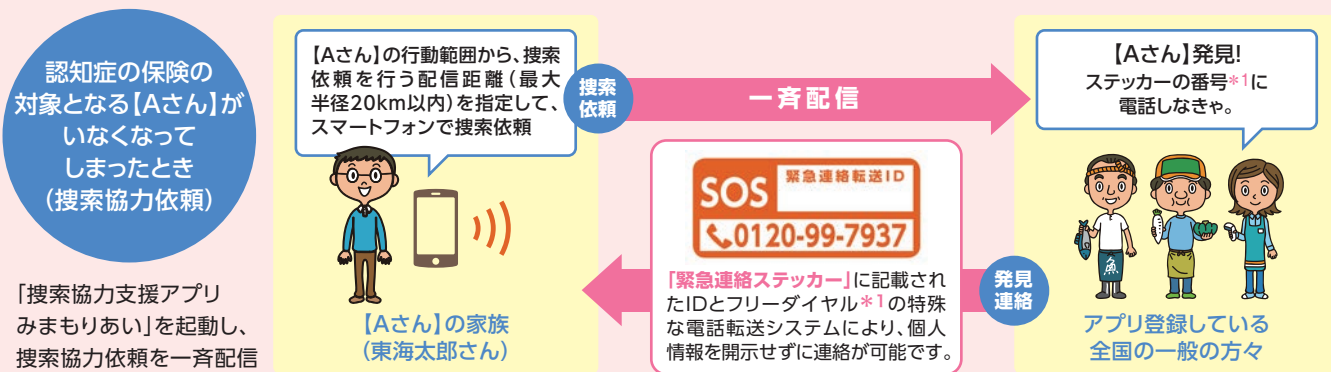 認知症の保険の
対象となる【Aさん】が
いなくなって
しまったとき
(捜索協力依頼)
「捜索協力支援アプリ
みまもりあい」を起動し、
捜索協力依頼を一斉配信
【Aさん】の行動範囲から、捜索
依頼を行う配信距離(最大
半径20km以内)を指定して、
スマートフォンで捜索依頼
捜索
依頼
【Aさん】の家族
(東海太郎さん)
一斉配信
SOS
緊急連絡転送ID
0120-99-7937
「緊急連絡ステッカー」に記載され
たIDとフリーダイヤル*1の特殊
な電話転送システムにより、個人
情報を開示せずに連絡が可能です。
発見
連絡
【Aさん】発見!
ステッカーの番号*1に
電話しなきゃ。
魚
アプリ登録している
全国の一般の方々